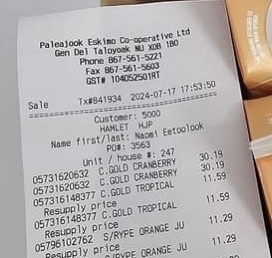 Paleajook Eskimo Co-operative Ltd
Gen Del Taloyoak NU X0B 1B0
Phone 867-561-5221
Fax 867-561-5603
GST# 104052501RT
Sale Tx#841934 2024-07-17 17:53:50
Customer: 5000
HAMLET HJP
Name first/last: Naomi Eetoolook
PO#: 3563
Unit / house #: 247
05731620632 C.GOLD CRANBERRY 30.19
05731620632 C.GOLD CRANBERRY 30.19
05731648377 C.GOLD TROPICAL 11.59
Resupply price
05731648377 C.GOLD TROPICAL 11.59
Resupply price
05796102762 S/RYPE ORANGE JU 11.29
Resupply price
S/RYPE ORANGE JU 11.29